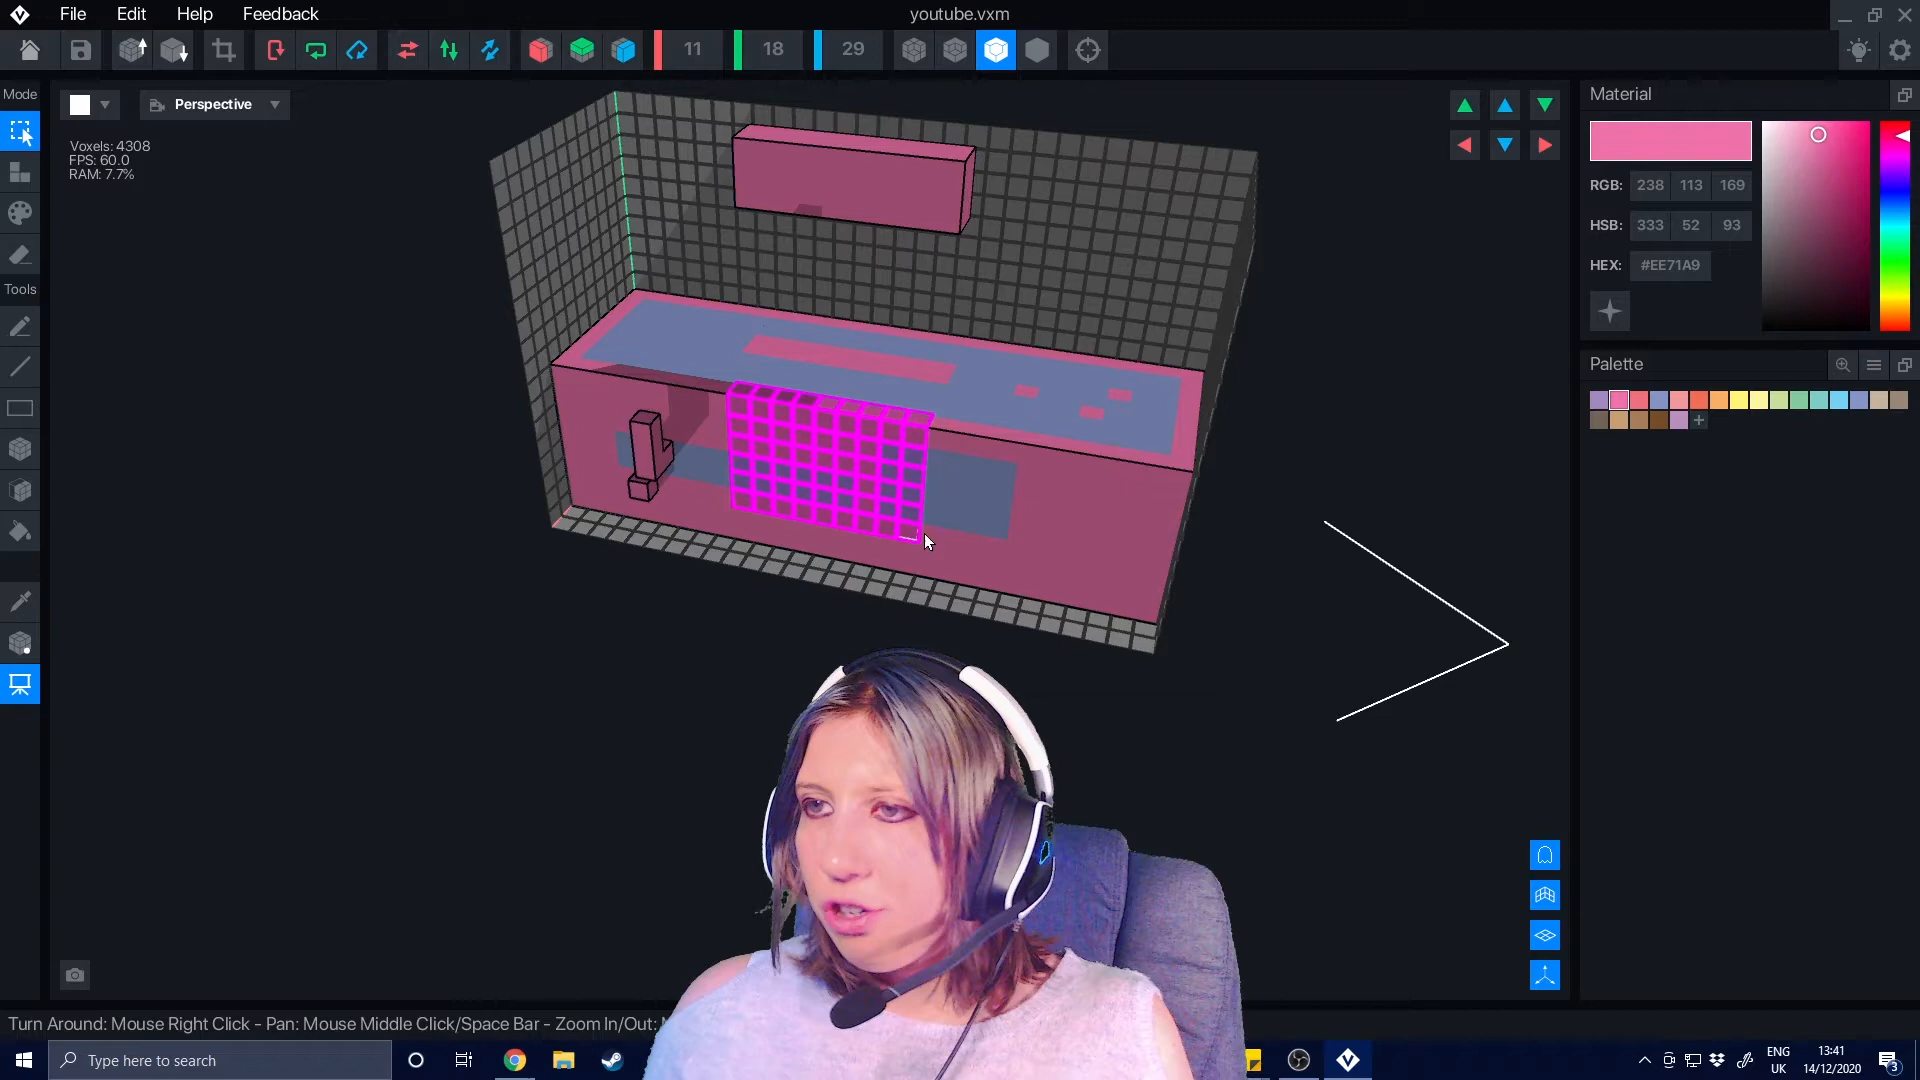 File Edit Help Feedback
youtube.vxm
11 18 29
Mode
Perspective
Voxels: 4308
FPS: 60.0
RAM: 7.7%
Tools
Material
RGB: 238 113 169
HSB: 333 52 93
HEX: #EE71A9
Palette
Turn Around: Mouse Right Click - Pan: Mouse Middle Click/Space Bar - Zoom In/Out:
Type here to search
ENG
UK
13:41
14/12/2020
3